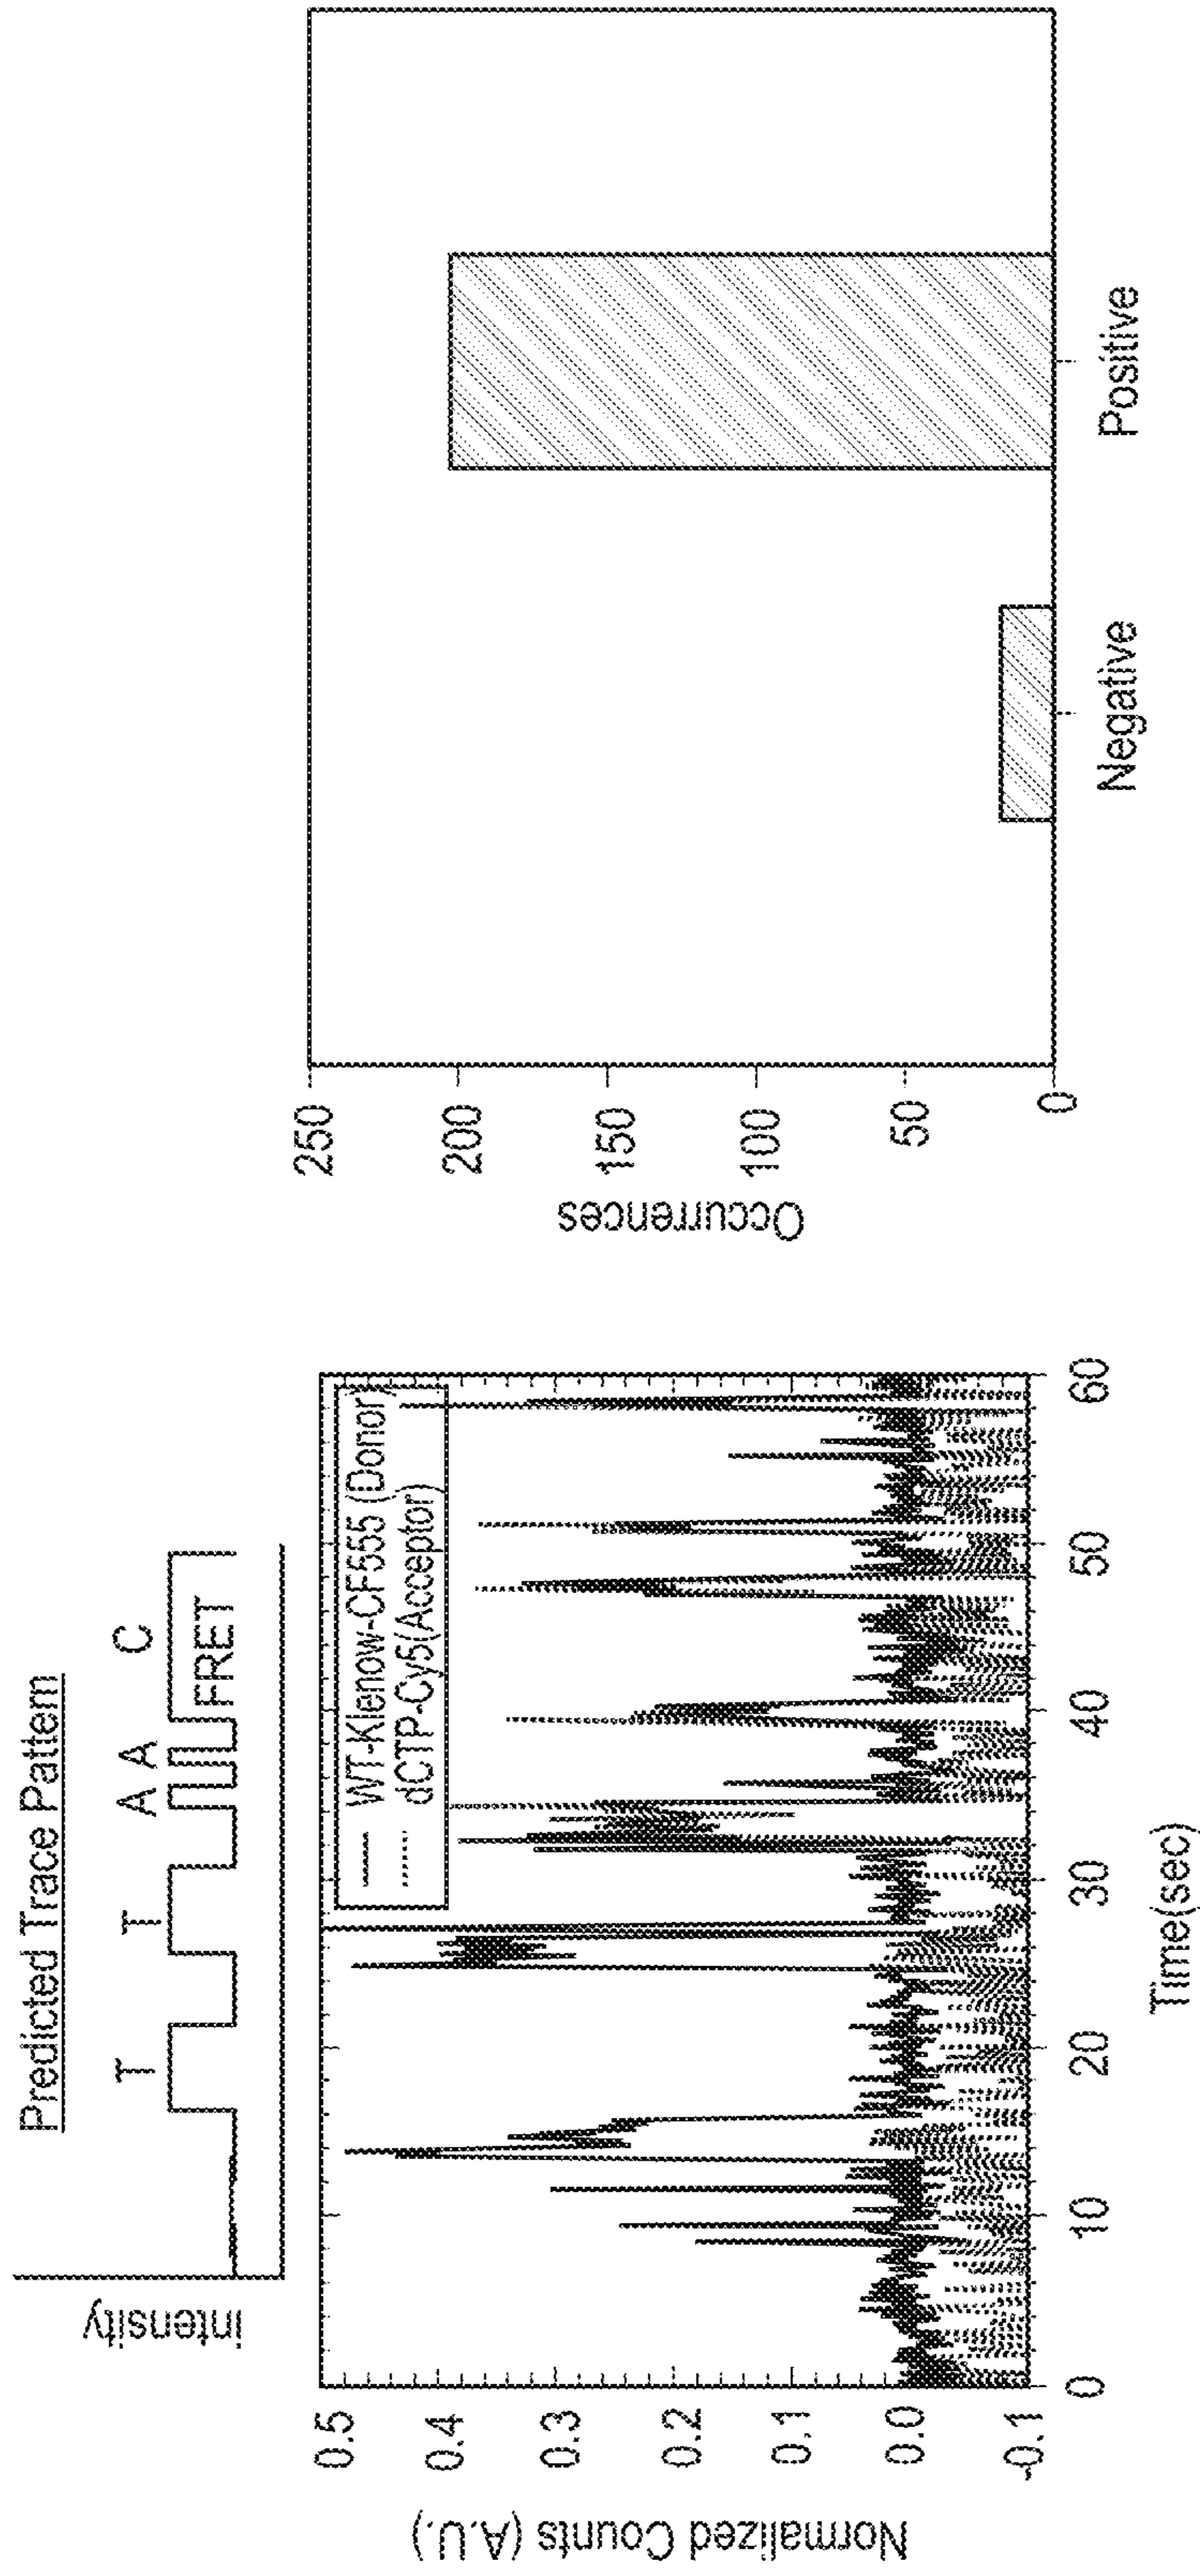 Predicted Trace Pattern
intensity
T T A A C
FRET
Normalized Counts (A.U.)
0.5
0.4
0.3
0.2
0.1
0.0
-0.1
WT-Klenow-CF555 (Donor)
dCTP-Cy5(Acceptor)
0 10 20 30 40 50 60
Time(sec)
Occurrences
250
200
150
100
50
0
Negative Positive